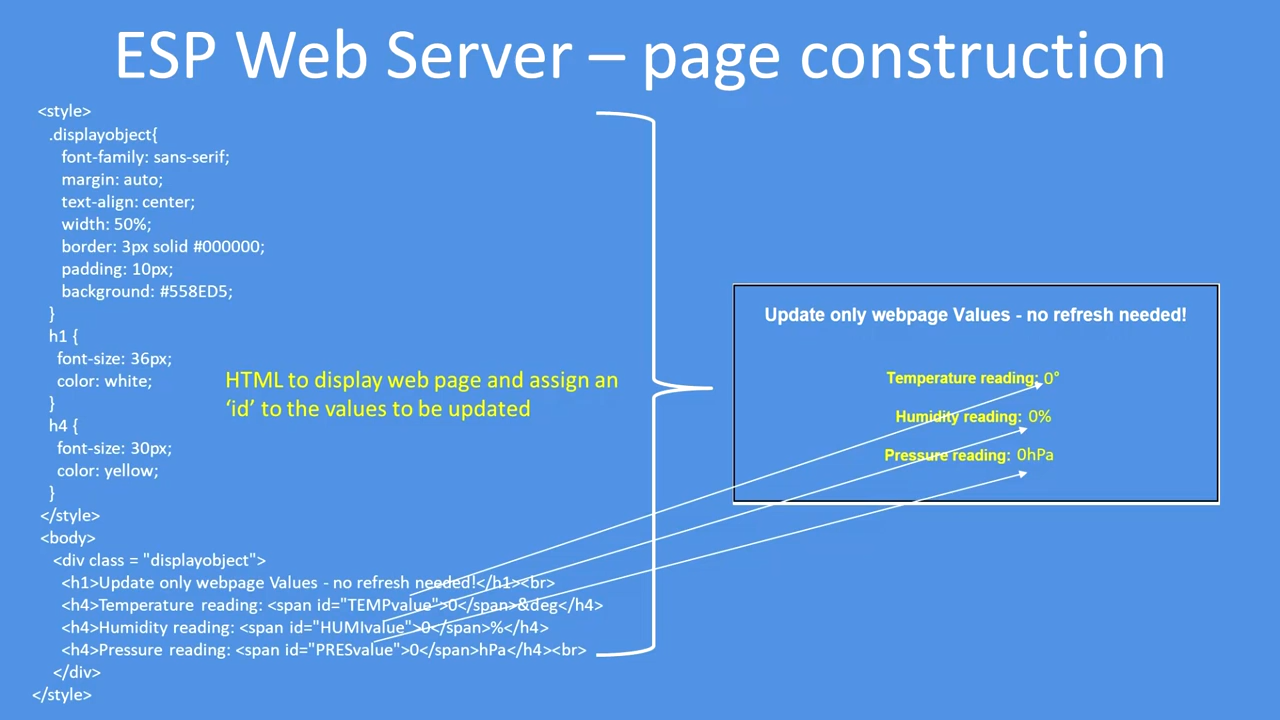 ESP Web Server – page construction
<style>
.displayobject{
font-family: sans-serif;
margin: auto;
text-align: center;
width: 50%;
border: 3px solid #000000;
padding: 10px;
background: #558ED5;
}
h1 {
font-size: 36px;
color: white;
}
h4 {
font-size: 30px;
color: yellow;
}
</style>
<body>
<div class = "displayobject">
<h1>Update only webpage Values - no refresh needed!</h1><br>
<h4>Temperature reading: <span id="TEMPvalue">0</span>&deg</h4>
<h4>Humidity reading: <span id="HUMIvalue">0</span>%</h4>
<h4>Pressure reading: <span id="PRESvalue">0</span>hPa</h4><br>
</div>
</style>
HTML to display web page and assign an
‘id’ to the values to be updated
Update only webpage Values - no refresh needed!
Temperature reading: 0°
Humidity reading: 0%
Pressure reading: 0hPa